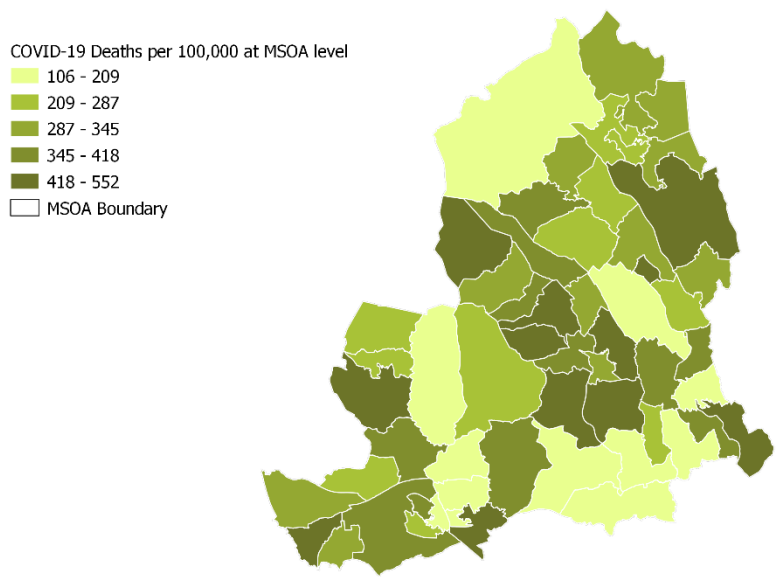 COVID-19 Deaths per 100,000 at MSOA level
106 - 209
209 - 287
287 - 345
345 - 418
418 - 552
MSOA Boundary